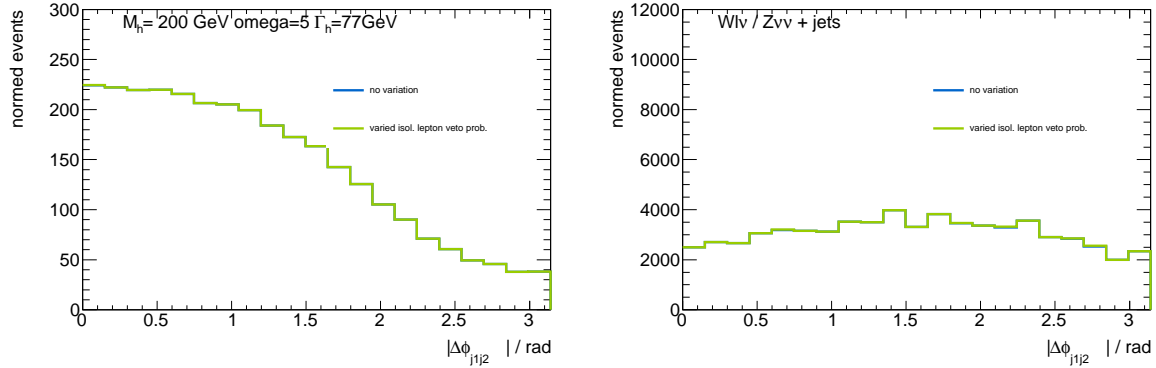 M_h= 200 GeV omega=5 Γ_h=77GeV
normed events
300
250
200
150
100
50
0
no variation
varied isol. lepton veto prob.
0 0.5 1 1.5 2 2.5 3
|Δϕ_j1j2 | / rad
Wlν / Zνν + jets
normed events
12000
10000
8000
6000
4000
2000
0
no variation
varied isol. lepton veto prob.
0 0.5 1 1.5 2 2.5 3
|Δϕ_j1j2 | / rad